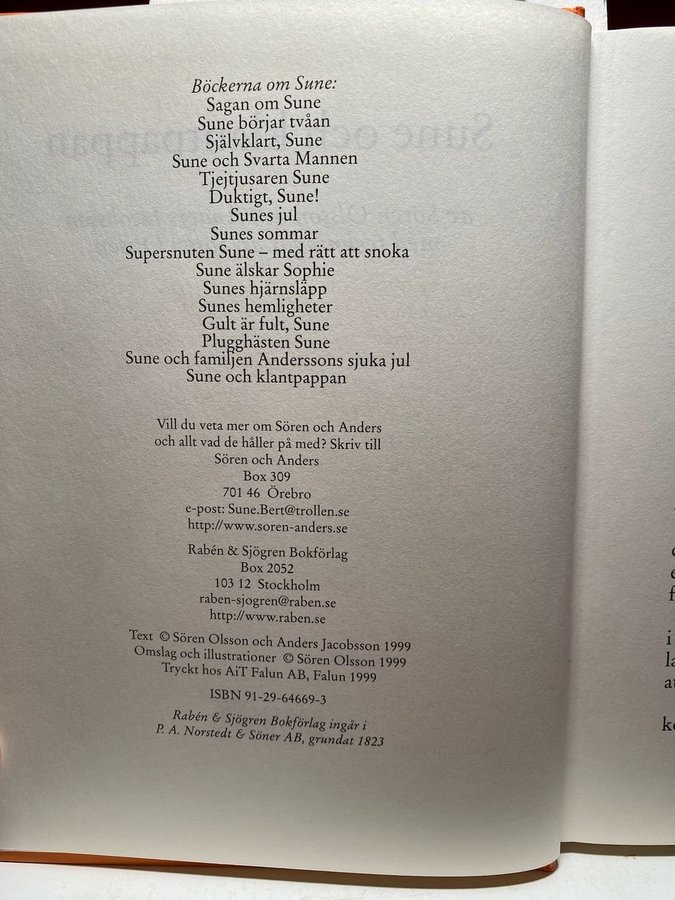 Böckerna om Sune:
Sagan om Sune
Sune börjar tvåan
Självklart, Sune
Sune och Svarta Mannen
Tjejtjusaren Sune
Duktigt, Sune!
Sunes jul
Sunes sommar
Supersnuten Sune – med rätt att snoka
Sune älskar Sophie
Sunes hjärnsläpp
Sunes hemligheter
Gult är fult, Sune
Plugghästen Sune
Sune och familjen Anderssons sjuka jul
Sune och klantpappan
Vill du veta mer om Sören och Anders
och allt vad de håller på med? Skriv till
Sören och Anders
Box 309
701 46 Örebro
e-post: Sune.Bert@trollen.se
http://www.soren-anders.se
Rabén & Sjögren Bokförlag
Box 2052
103 12 Stockholm
raben-sjogren@raben.se
http://www.raben.se
Text © Sören Olsson och Anders Jacobsson 1999
Omslag och illustrationer © Sören Olsson 1999
Tryckt hos AiT Falun AB, Falun 1999
ISBN 91-29-64669-3
Rabén & Sjögren Bokförlag ingår i
P. A. Norstedt & Söner AB, grundat 1823